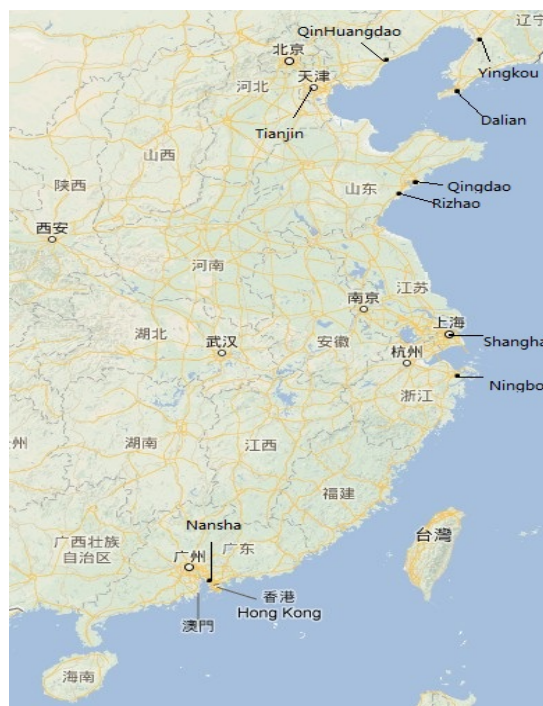 辽宁
QinHuangdao
北京
Yingkou
天津
河北
Dalian
Tianjin
山西
山东
Qingdao
陕西
Rizhao
西安
河南
江苏
南京
上海
湖北
武汉
安徽
Shangha
杭州
Ningbo
浙江
州
湖南
江西
福建
Nansha
台灣
广西壮族
自治区
广州
广东
香港
Hong Kong
澳門
海南